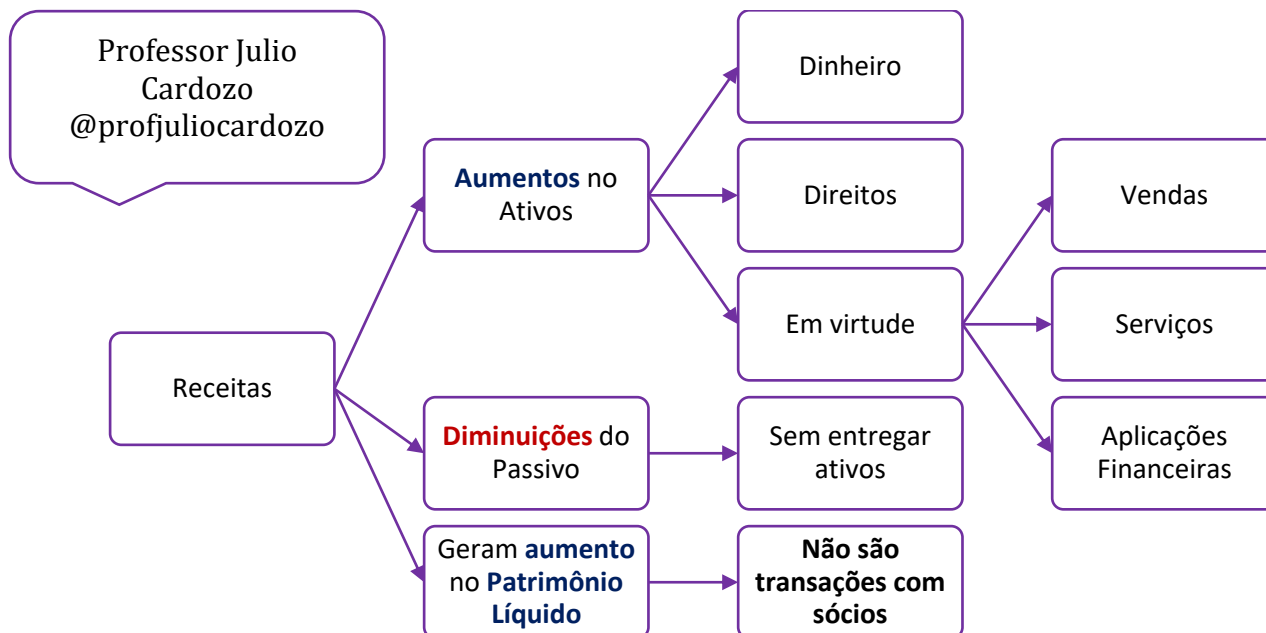 Professor Julio
Cardozo
@profjuliocardozo
Receitas
Aumentos no
Ativos
Dinheiro
Direitos
Em virtude
Vendas
Serviços
Aplicações
Financeiras
Diminuições do
Passivo
Sem entregar
ativos
Geram aumento
no Patrimônio
Líquido
Não são
transações com
sócios